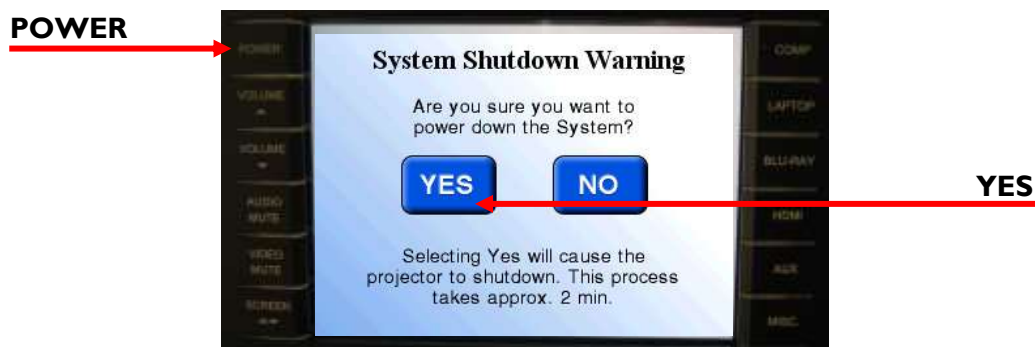 POWER
POWER
VOLUME
VOLUME
AUDIO
MUTE
VIDEO
MUTE
SCREEN
System Shutdown Warning
Are you sure you want to
power down the System?
YES
NO
Selecting Yes will cause the
projector to shutdown. This process
takes approx. 2 min.
COMP
LAPTOP
BLU-RAY
HDMI
AUX
MISC
YES